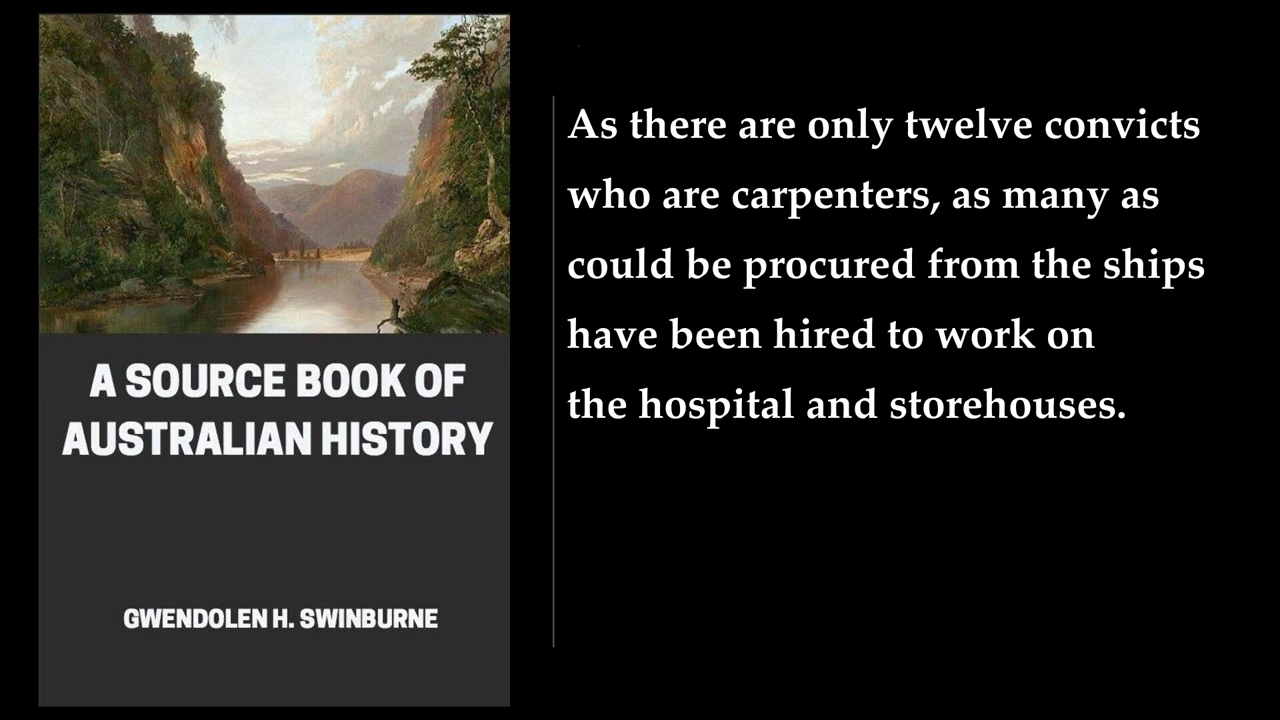 A SOURCE BOOK OF
AUSTRALIAN HISTORY
GWENDOLEN H. SWINBURNE
As there are only twelve convicts
who are carpenters, as many as
could be procured from the ships
have been hired to work on
the hospital and storehouses.